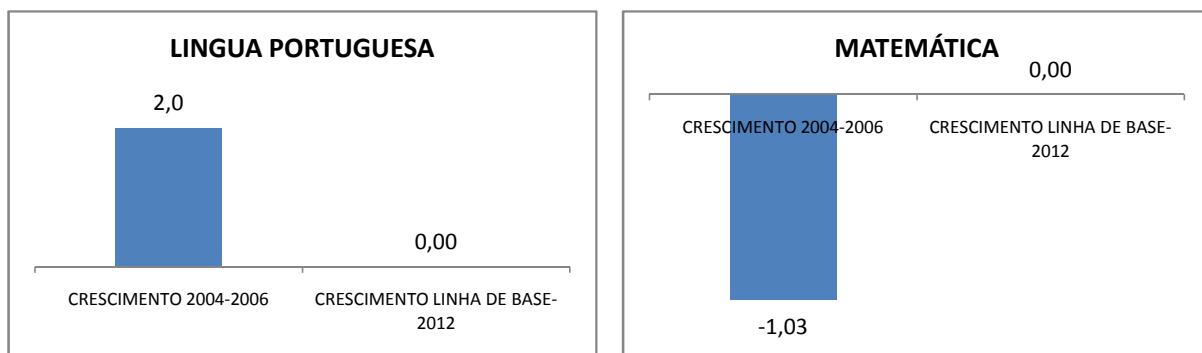 LINGUA PORTUGUESA
2,0
0,00
CRESCIMENTO 2004-2006
CRESCIMENTO LINHA DE BASE-
2012
MATEMÁTICA
0,00
CRESCIMENTO 2004-2006
CRESCIMENTO LINHA DE BASE-
2012
-1,03